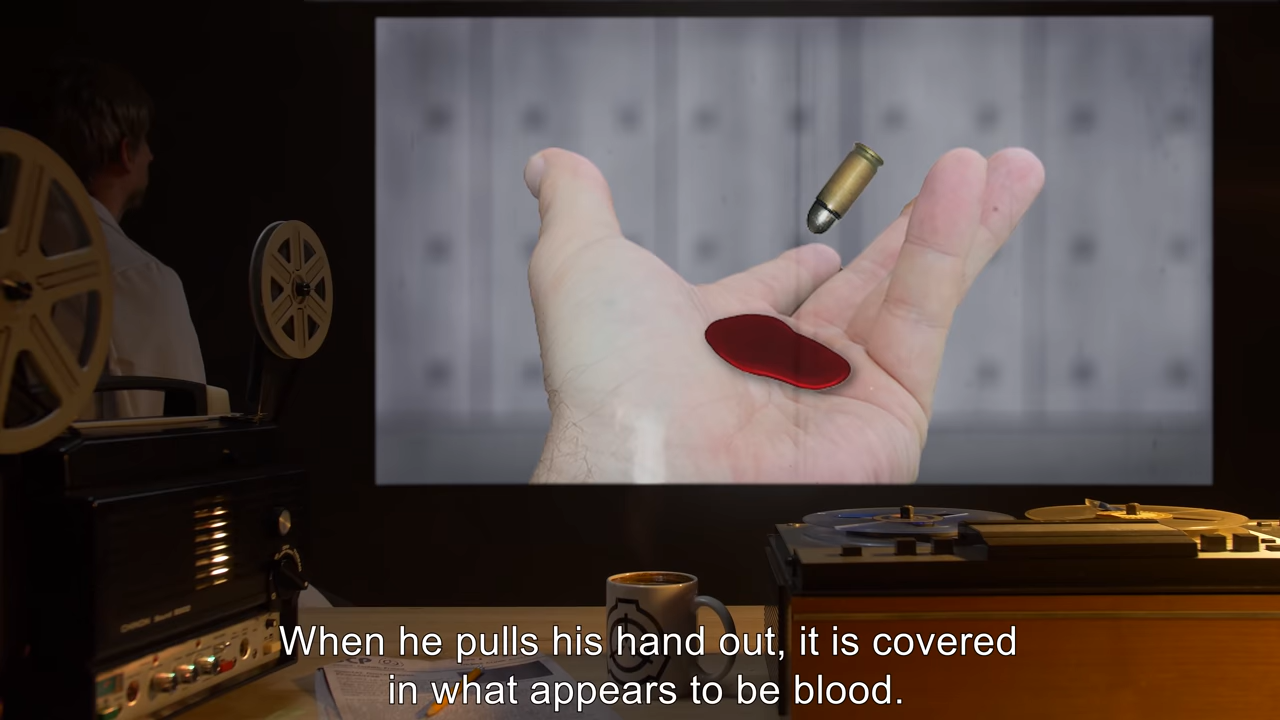 When he pulls his hand out, it is covered
in what appears to be blood.